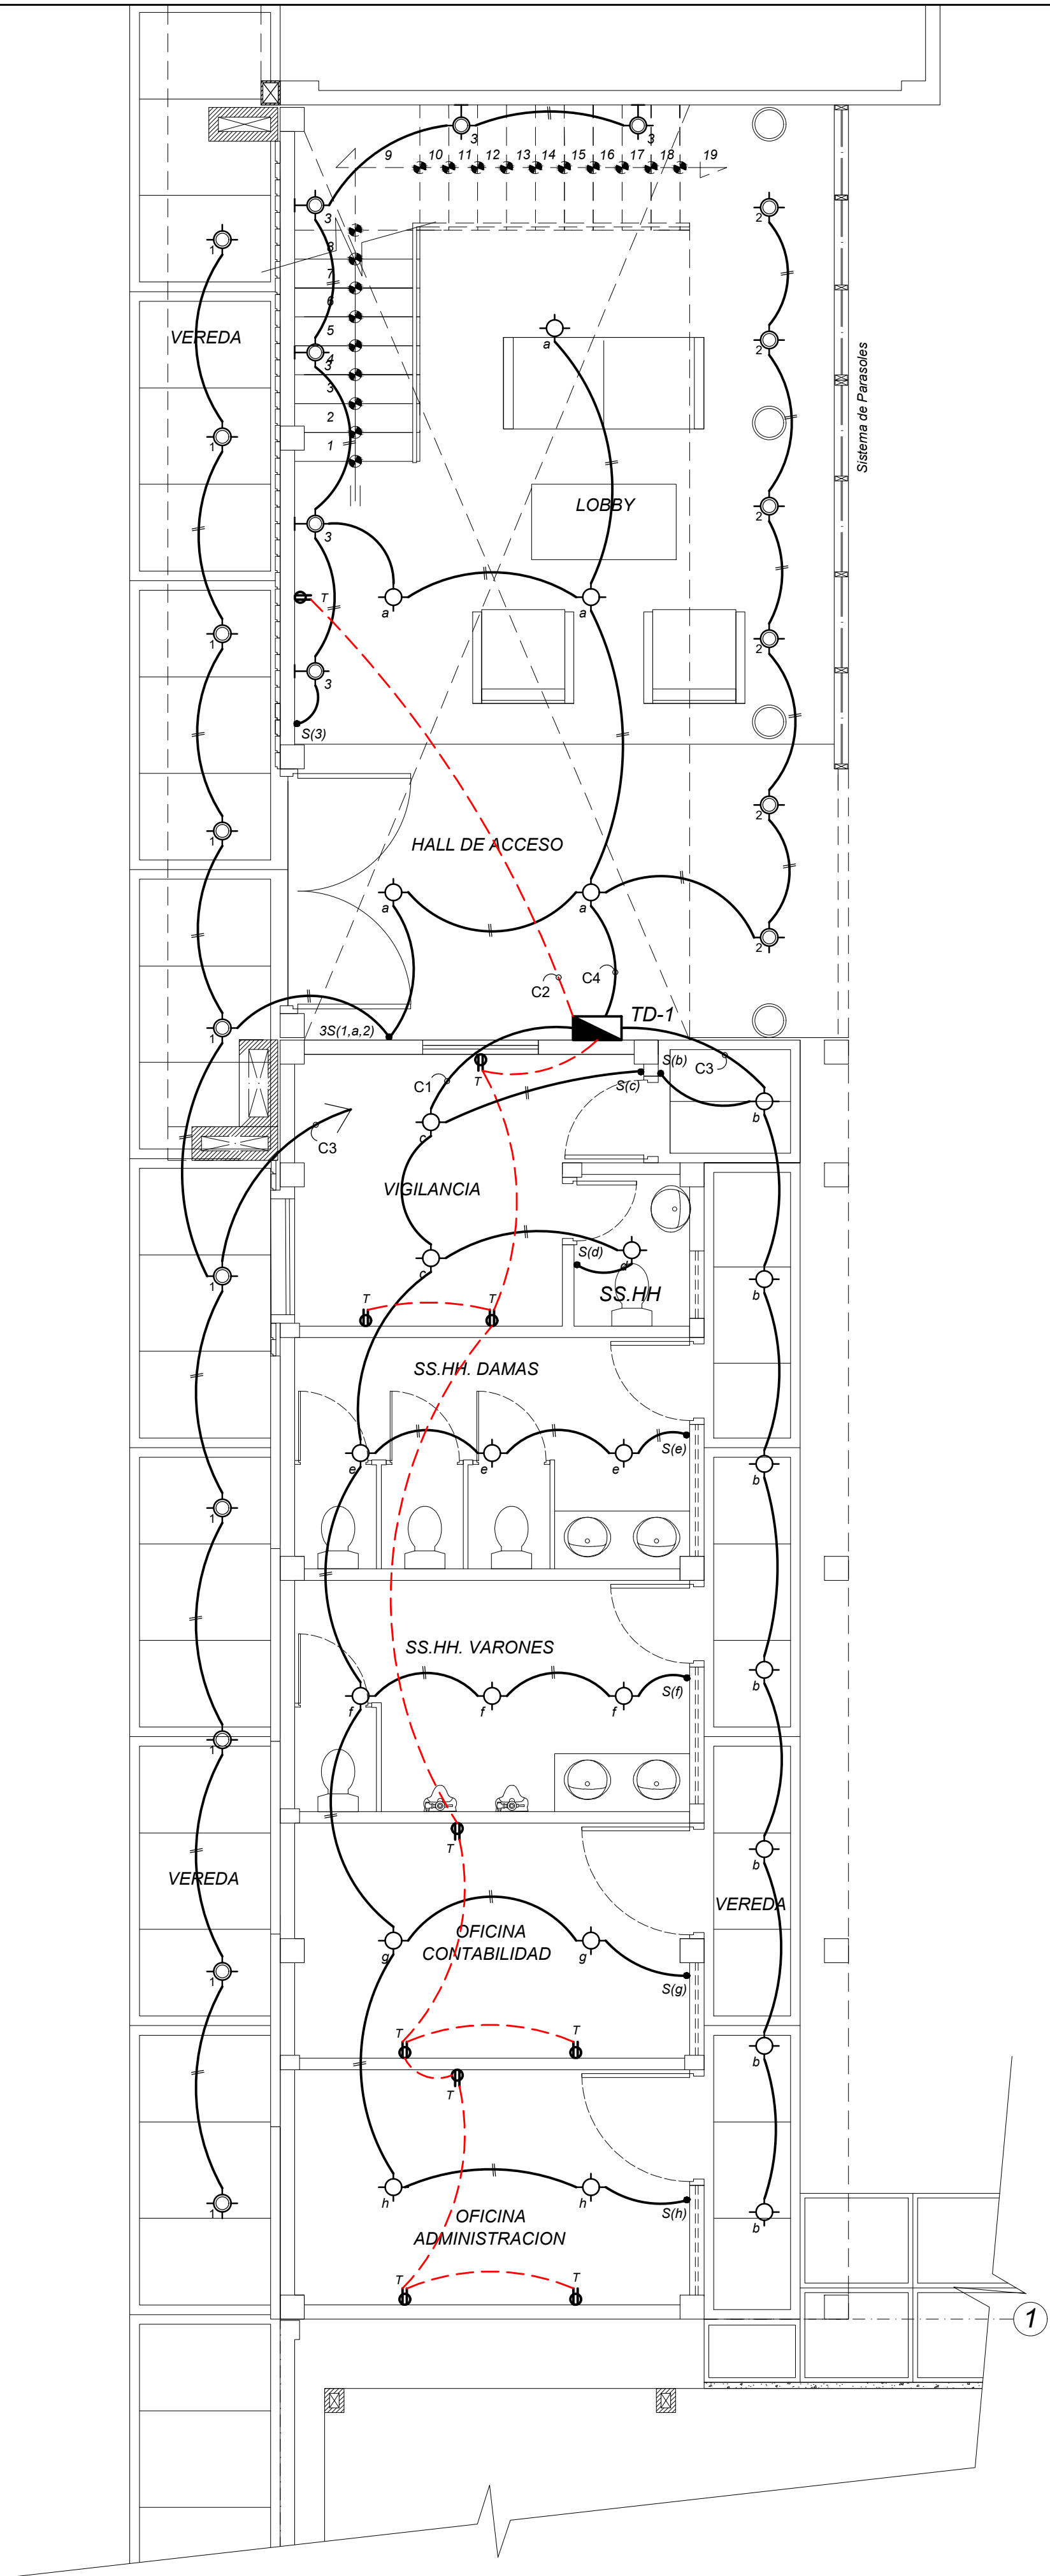 3
3
9 10 11 12 13 14 15 16 17 18 19
3
2
1
8
7
6
VEREDA
5
a
2
4
3
3
Sistema de Parasoles
2
1
1
LOBBY
2
3
T
a
a
1
2
3
S(3)
HALL DE ACCESO
2
1
a
a
2
C4
C2
TD-1
1
3S(1,a,2)
S(b)
C3
S(c)
T
C1
b
c
C3
VIGILANCIA
S(d)
c
d
1
b
SS.HH
T
T
SS.HH. DAMAS
S(e)
e
e
e
b
1
SS.HH. VARONES
S(f)
b
f
f
f
1
T
b
VEREDA
VEREDA
OFICINA
CONTABILIDAD
g
g
1
S(g)
T
T
b
T
h
h
1
S(h)
OFICINA
ADMINISTRACION
b
T
T
1